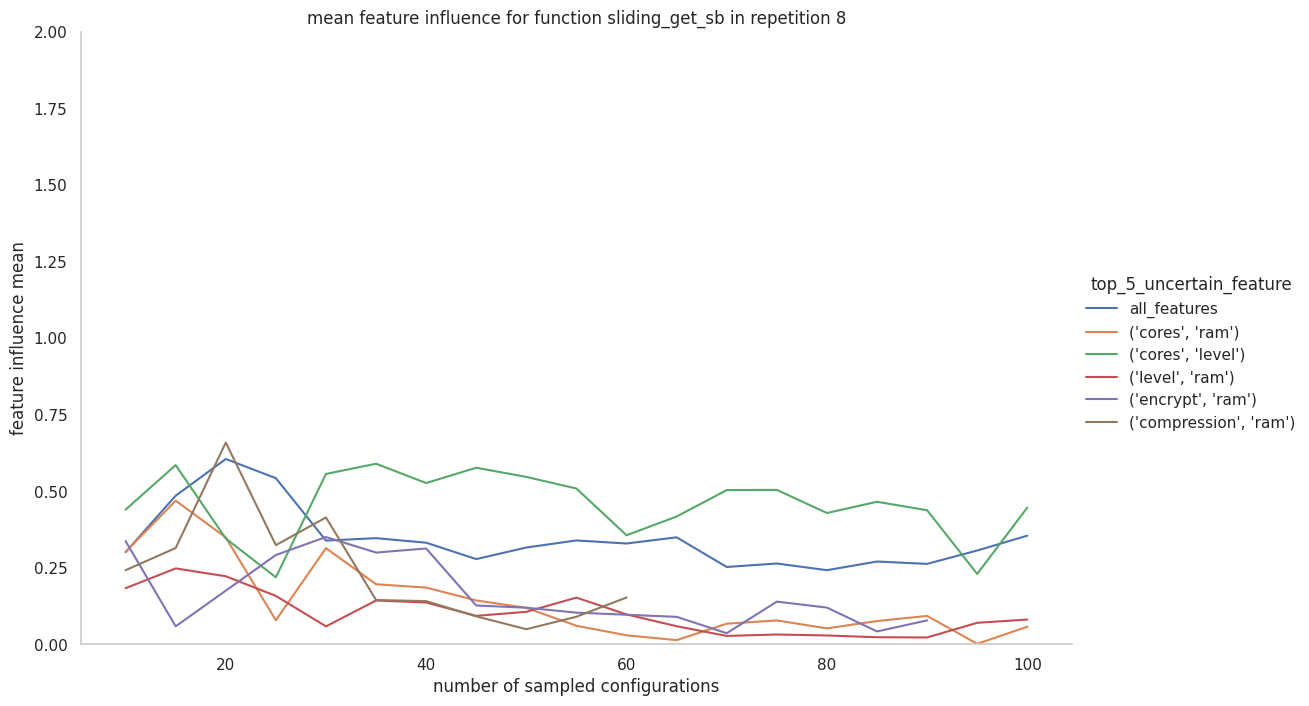 mean feature influence for function sliding_get_sb in repetition 8
2.00
1.75
1.50
1.25
1.00
0.75
0.50
0.25
0.00
feature influence mean
20
40
60
80
100
number of sampled configurations
top_5_uncertain_feature
all_features
('cores', 'ram')
('cores', 'level')
('level', 'ram')
('encrypt', 'ram')
('compression', 'ram')